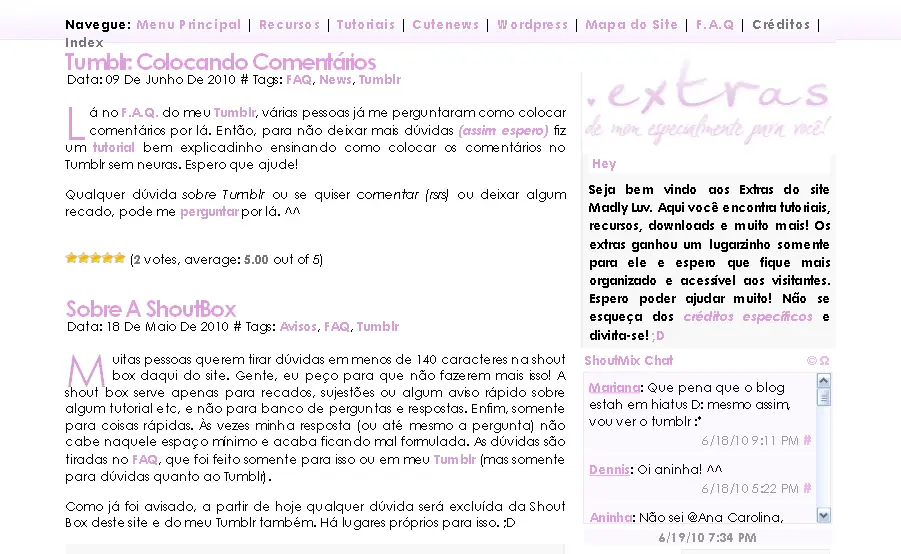 Navegue: Menu Principal | Recursos | Tutoriais | Cutenews | Wordpress | Mapa do Site | F.A.Q | Créditos |
Index
Tumblr: Colocando Comentários
Data: 09 De Junho De 2010 # Tags: FAQ, News, Tumblr
Lá no F.A.Q. do meu Tumblr, várias pessoas já me perguntaram como colocar
comentários por lá. Então, para não deixar mais dúvidas (assim espero) fiz
um tutorial bem explicadinho ensinando como colocar os comentários no
Tumblr sem neuras. Espero que ajude!
Qualquer dúvida sobre Tumblr ou se quiser comentar (rsrs) ou deixar algum
recado, pode me perguntar por lá. ^^
(2 votes, average: 5.00 out of 5)
Sobre A ShoutBox
Data: 18 De Maio De 2010 # Tags: Avisos, FAQ, Tumblr
Muitas pessoas querem tirar dúvidas em menos de 140 caracteres na shout
box daqui do site. Gente, eu peço para que não fazerem mais isso! A
shout box serve apenas para recados, sujestões ou algum aviso rápido sobre
algum tutorial etc, e não para banco de perguntas e respostas. Enfim, somente
para coisas rápidas. Às vezes minha resposta (ou até mesmo a pergunta) não
cabe naquele espaço mínimo e acaba ficando mal formulada. As dúvidas são
tiradas no FAQ, que foi feito somente para isso ou em meu Tumblr (mas somente
para dúvidas quanto ao Tumblr).
Como já foi avisado, a partir de hoje qualquer dúvida será excluída da Shout
Box deste site e do meu Tumblr também. Há lugares próprios para isso. ;D
extras
de mon especialmente para você!
Hey
Seja bem vindo aos Extras do site
Madly Luv. Aqui você encontra tutoriais,
recursos, downloads e muito mais! Os
extras ganhou um lugarzinho somente
para ele e espero que fique mais
organizado e acessível aos visitantes.
Espero poder ajudar muito! Não se
esqueça dos créditos específicos e
divirta-se! ;D
ShoutMix Chat © Ω
Mariana: Que pena que o blog
estah em hiatus D: mesmo assim,
vou ver o tumblr :*
6/18/10 9:11 PM #
Dennis: Oi aninha! ^^
6/18/10 5:22 PM #
Aninha: Não sei @Ana Carolina,
6/19/10 7:34 PM